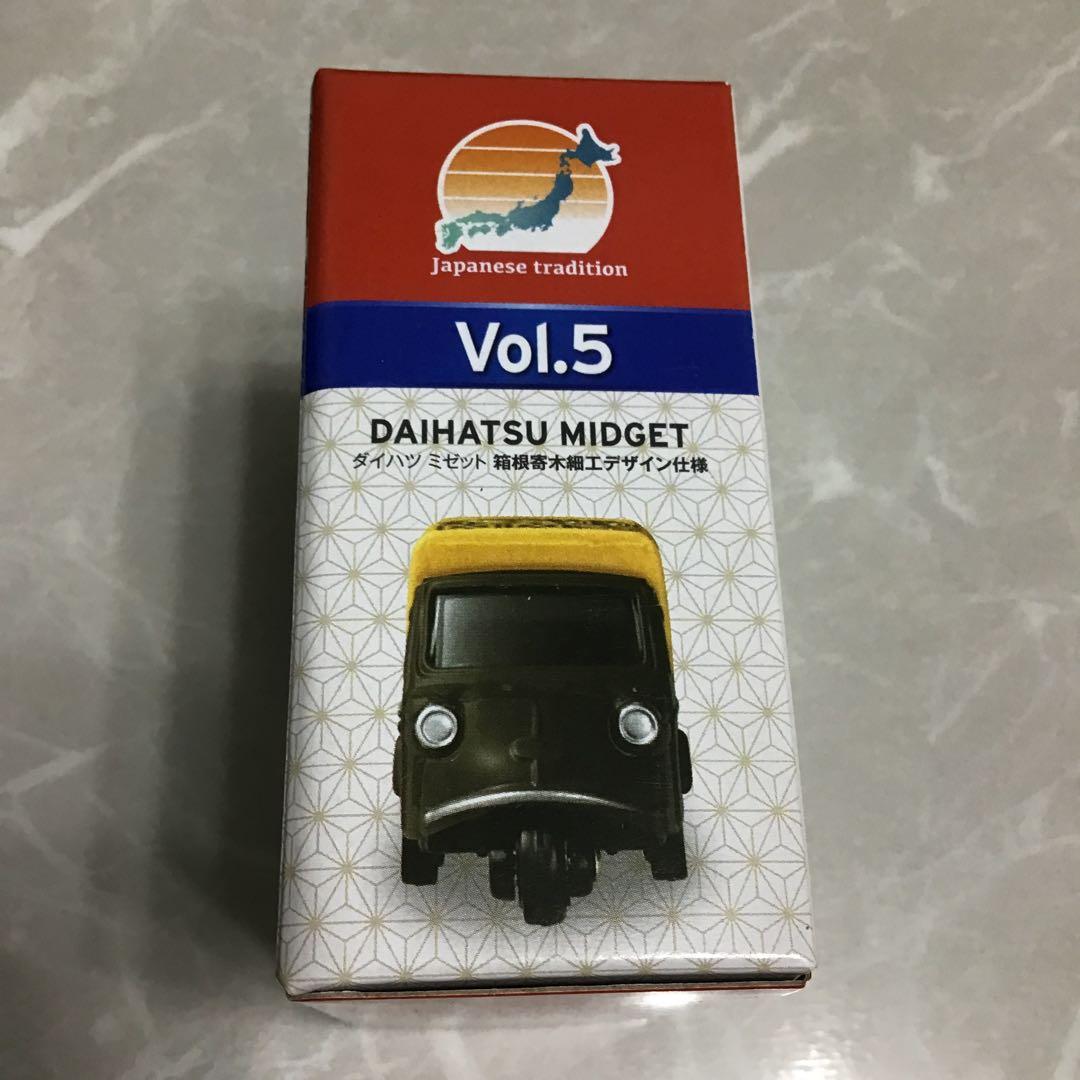 Japanese tradition
Vol.5
DAIHATSU MIDGET
ダイハツ ミゼット 箱根寄木細工デザイン仕様